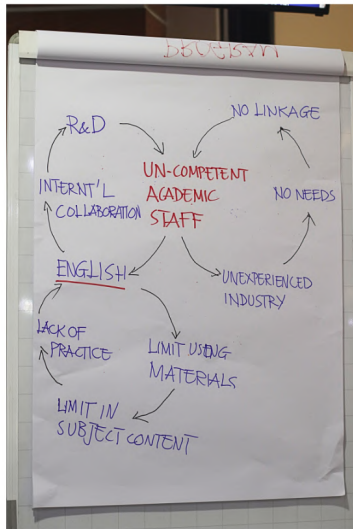 R&D
NO LINKAGE
UN-COMPETENT
ACADEMIC
STAFF
INTERNT'L
COLLABORATION
NO NEEDS
ENGLISH
UNEXPERIENCED
INDUSTRY
LACK OF
PRACTICE
LIMIT USING
MATERIALS
LIMIT IN
SUBJECT CONTENT